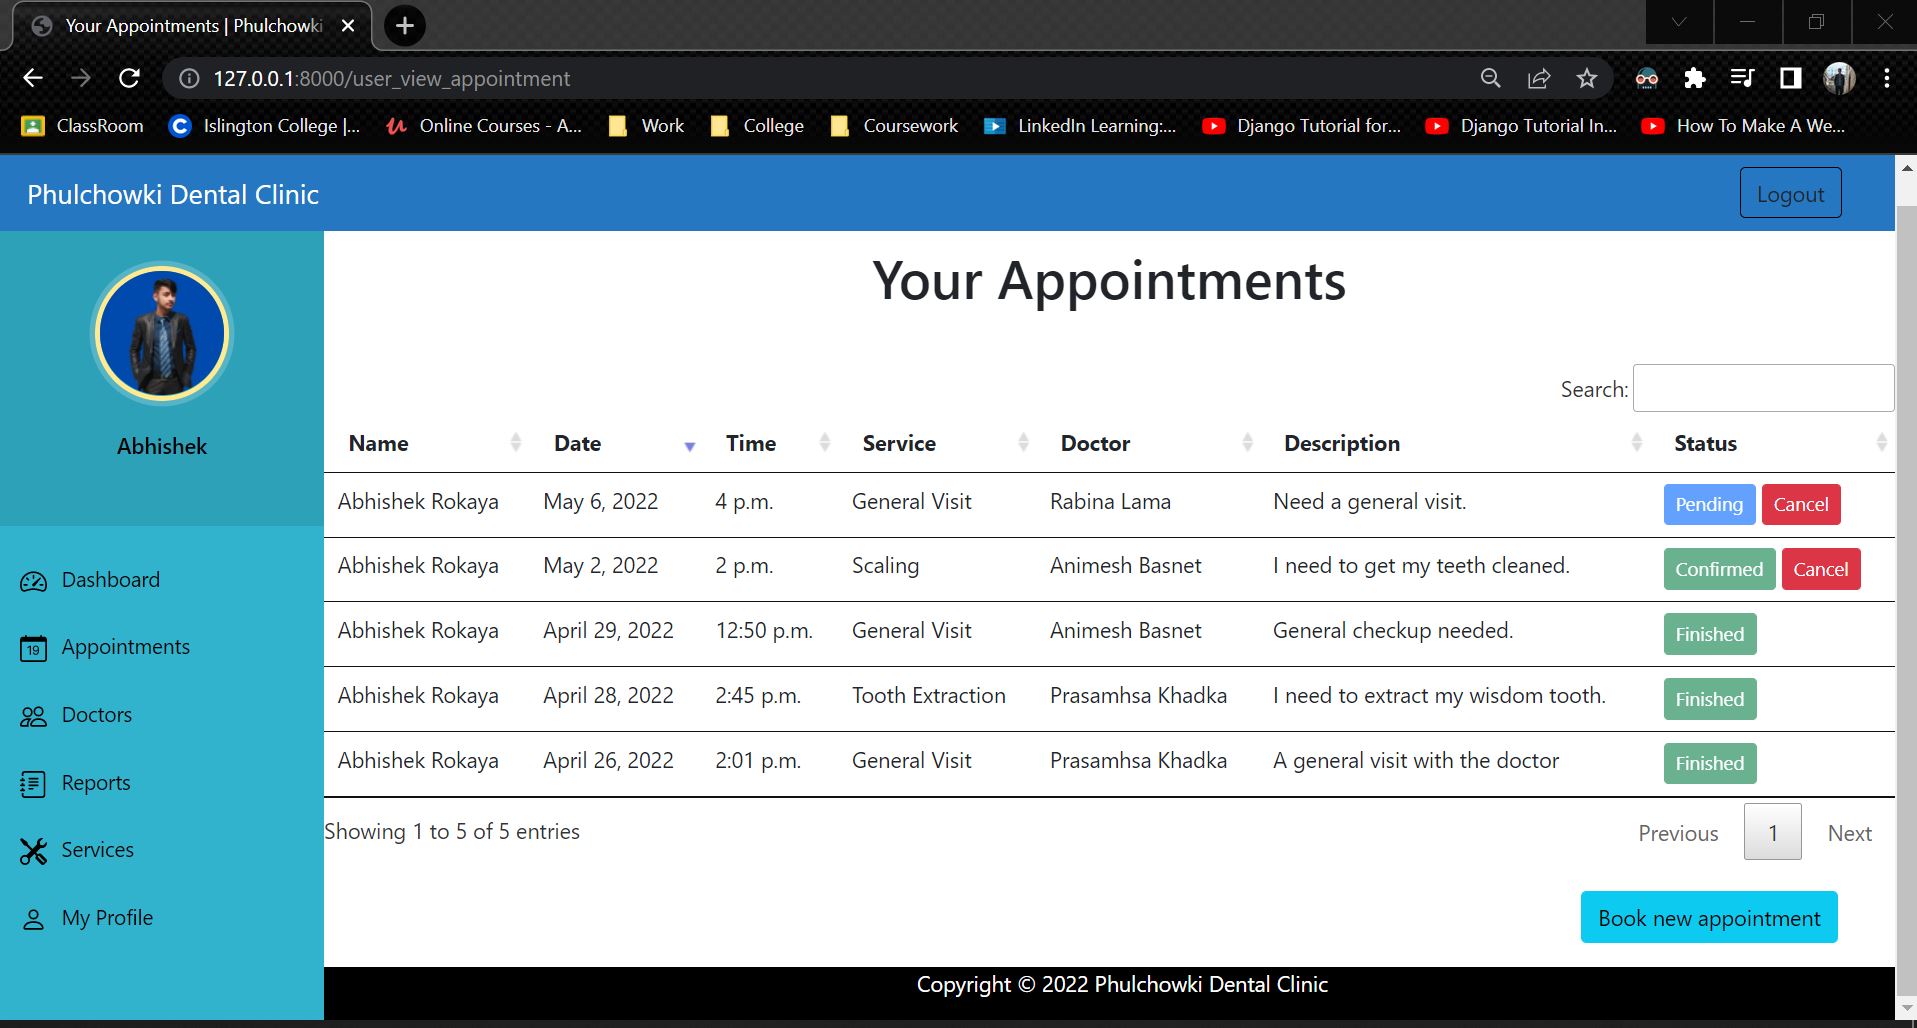 Your Appointments | Phulchowki
127.0.0.1:8000/user_view_appointment
ClassRoom Islington College |... Online Courses - A... Work College Coursework LinkedIn Learning:... Django Tutorial for... Django Tutorial In... How To Make A We...
Phulchowki Dental Clinic Logout
Abhishek
Dashboard
19 Appointments
Doctors
Reports
Services
My Profile
Your Appointments
Search:
Name Date Time Service Doctor Description Status
Abhishek Rokaya May 6, 2022 4 p.m. General Visit Rabina Lama Need a general visit. Pending Cancel
Abhishek Rokaya May 2, 2022 2 p.m. Scaling Animesh Basnet I need to get my teeth cleaned. Confirmed Cancel
Abhishek Rokaya April 29, 2022 12:50 p.m. General Visit Animesh Basnet General checkup needed. Finished
Abhishek Rokaya April 28, 2022 2:45 p.m. Tooth Extraction Prasamhsa Khadka I need to extract my wisdom tooth. Finished
Abhishek Rokaya April 26, 2022 2:01 p.m. General Visit Prasamhsa Khadka A general visit with the doctor Finished
Showing 1 to 5 of 5 entries Previous 1 Next
Book new appointment
Copyright © 2022 Phulchowki Dental Clinic